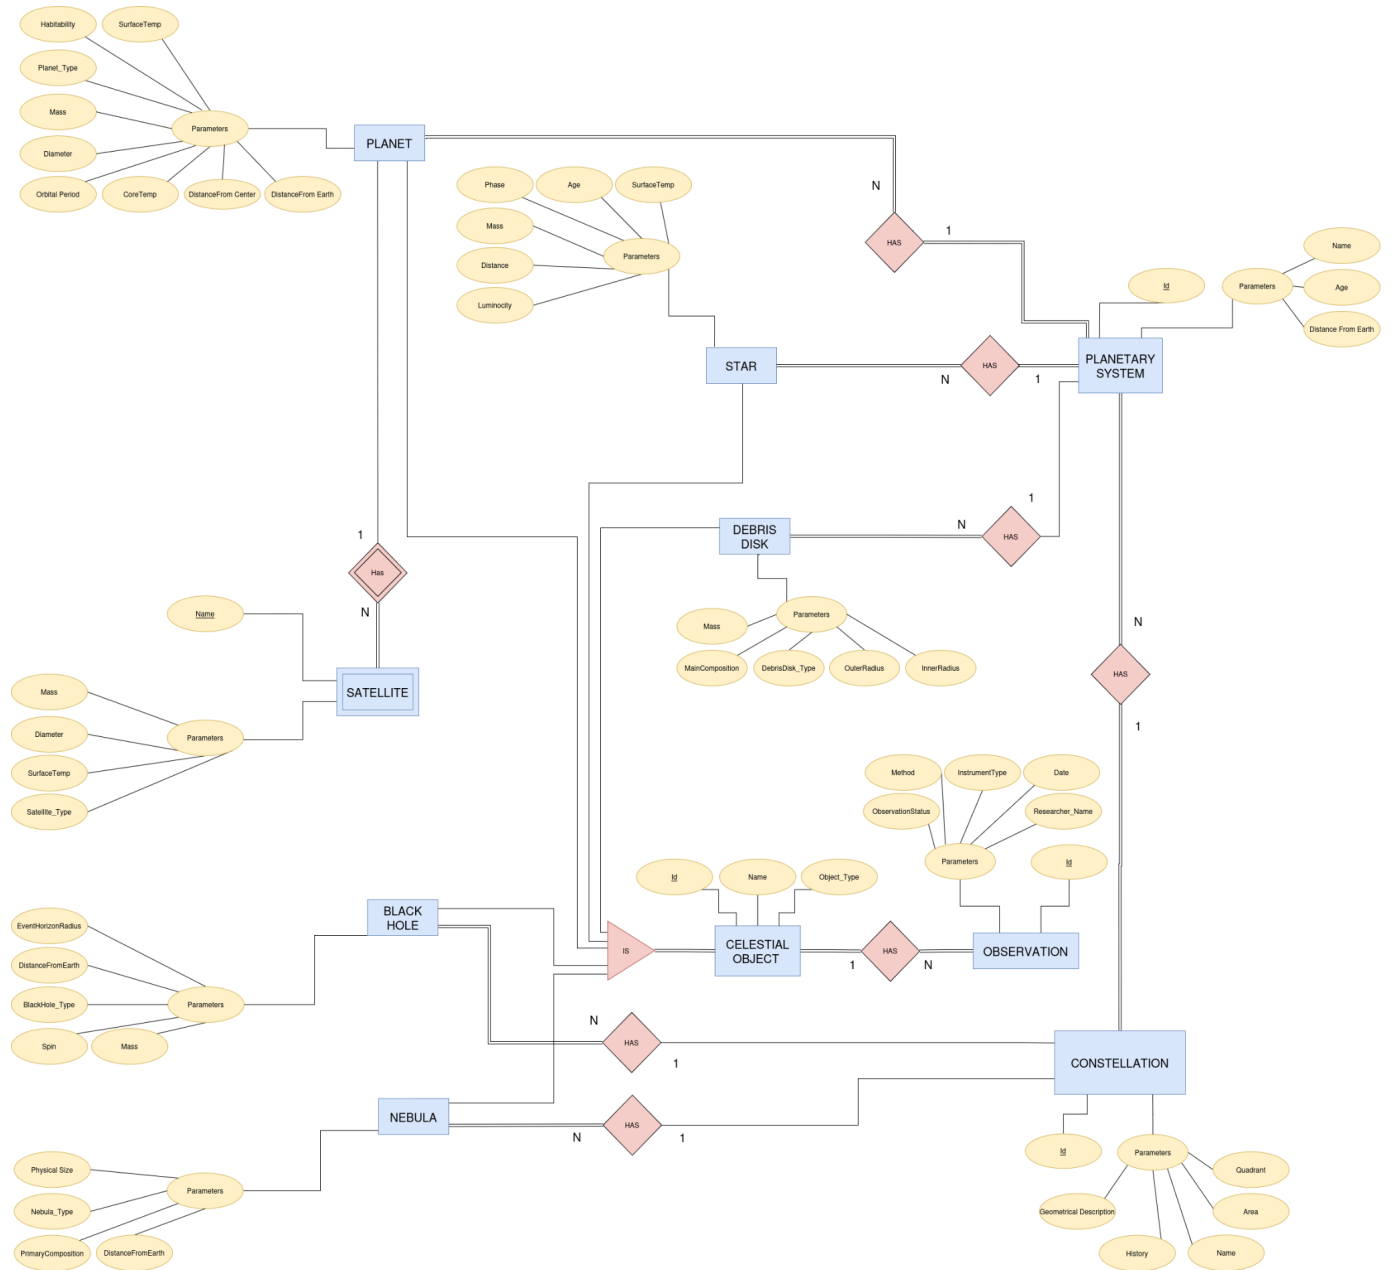 Habitability
SurfaceTemp
Planet_Type
Mass
Parameters
Diameter
Orbital Period
CoreTemp
DistanceFrom Center
DistanceFrom Earth
PLANET
Phase
Age
SurfaceTemp
Mass
Parameters
Distance
Luminocity
N
HAS
1
Id
Name
Parameters
Age
Distance From Earth
STAR
N
HAS
1
PLANETARY
SYSTEM
DEBRIS
DISK
N
HAS
1
Parameters
Mass
MainComposition
DebrisDisk_Type
OuterRadius
InnerRadius
1
Has
N
Name
SATELLITE
Mass
Parameters
Diameter
SurfaceTemp
Satellite_Type
N
HAS
1
Method
InstrumentType
Date
ObservationStatus
Researcher_Name
Parameters
Id
Id
Name
Object_Type
BLACK
HOLE
EventHorizonRadius
DistanceFromEarth
BlackHole_Type
Parameters
Spin
Mass
IS
CELESTIAL
OBJECT
1
HAS
N
OBSERVATION
N
HAS
1
CONSTELLATION
NEBULA
N
HAS
1
Physical Size
Nebula_Type
Parameters
PrimaryComposition
DistanceFromEarth
Id
Parameters
Quadrant
Geometrical Description
Area
History
Name